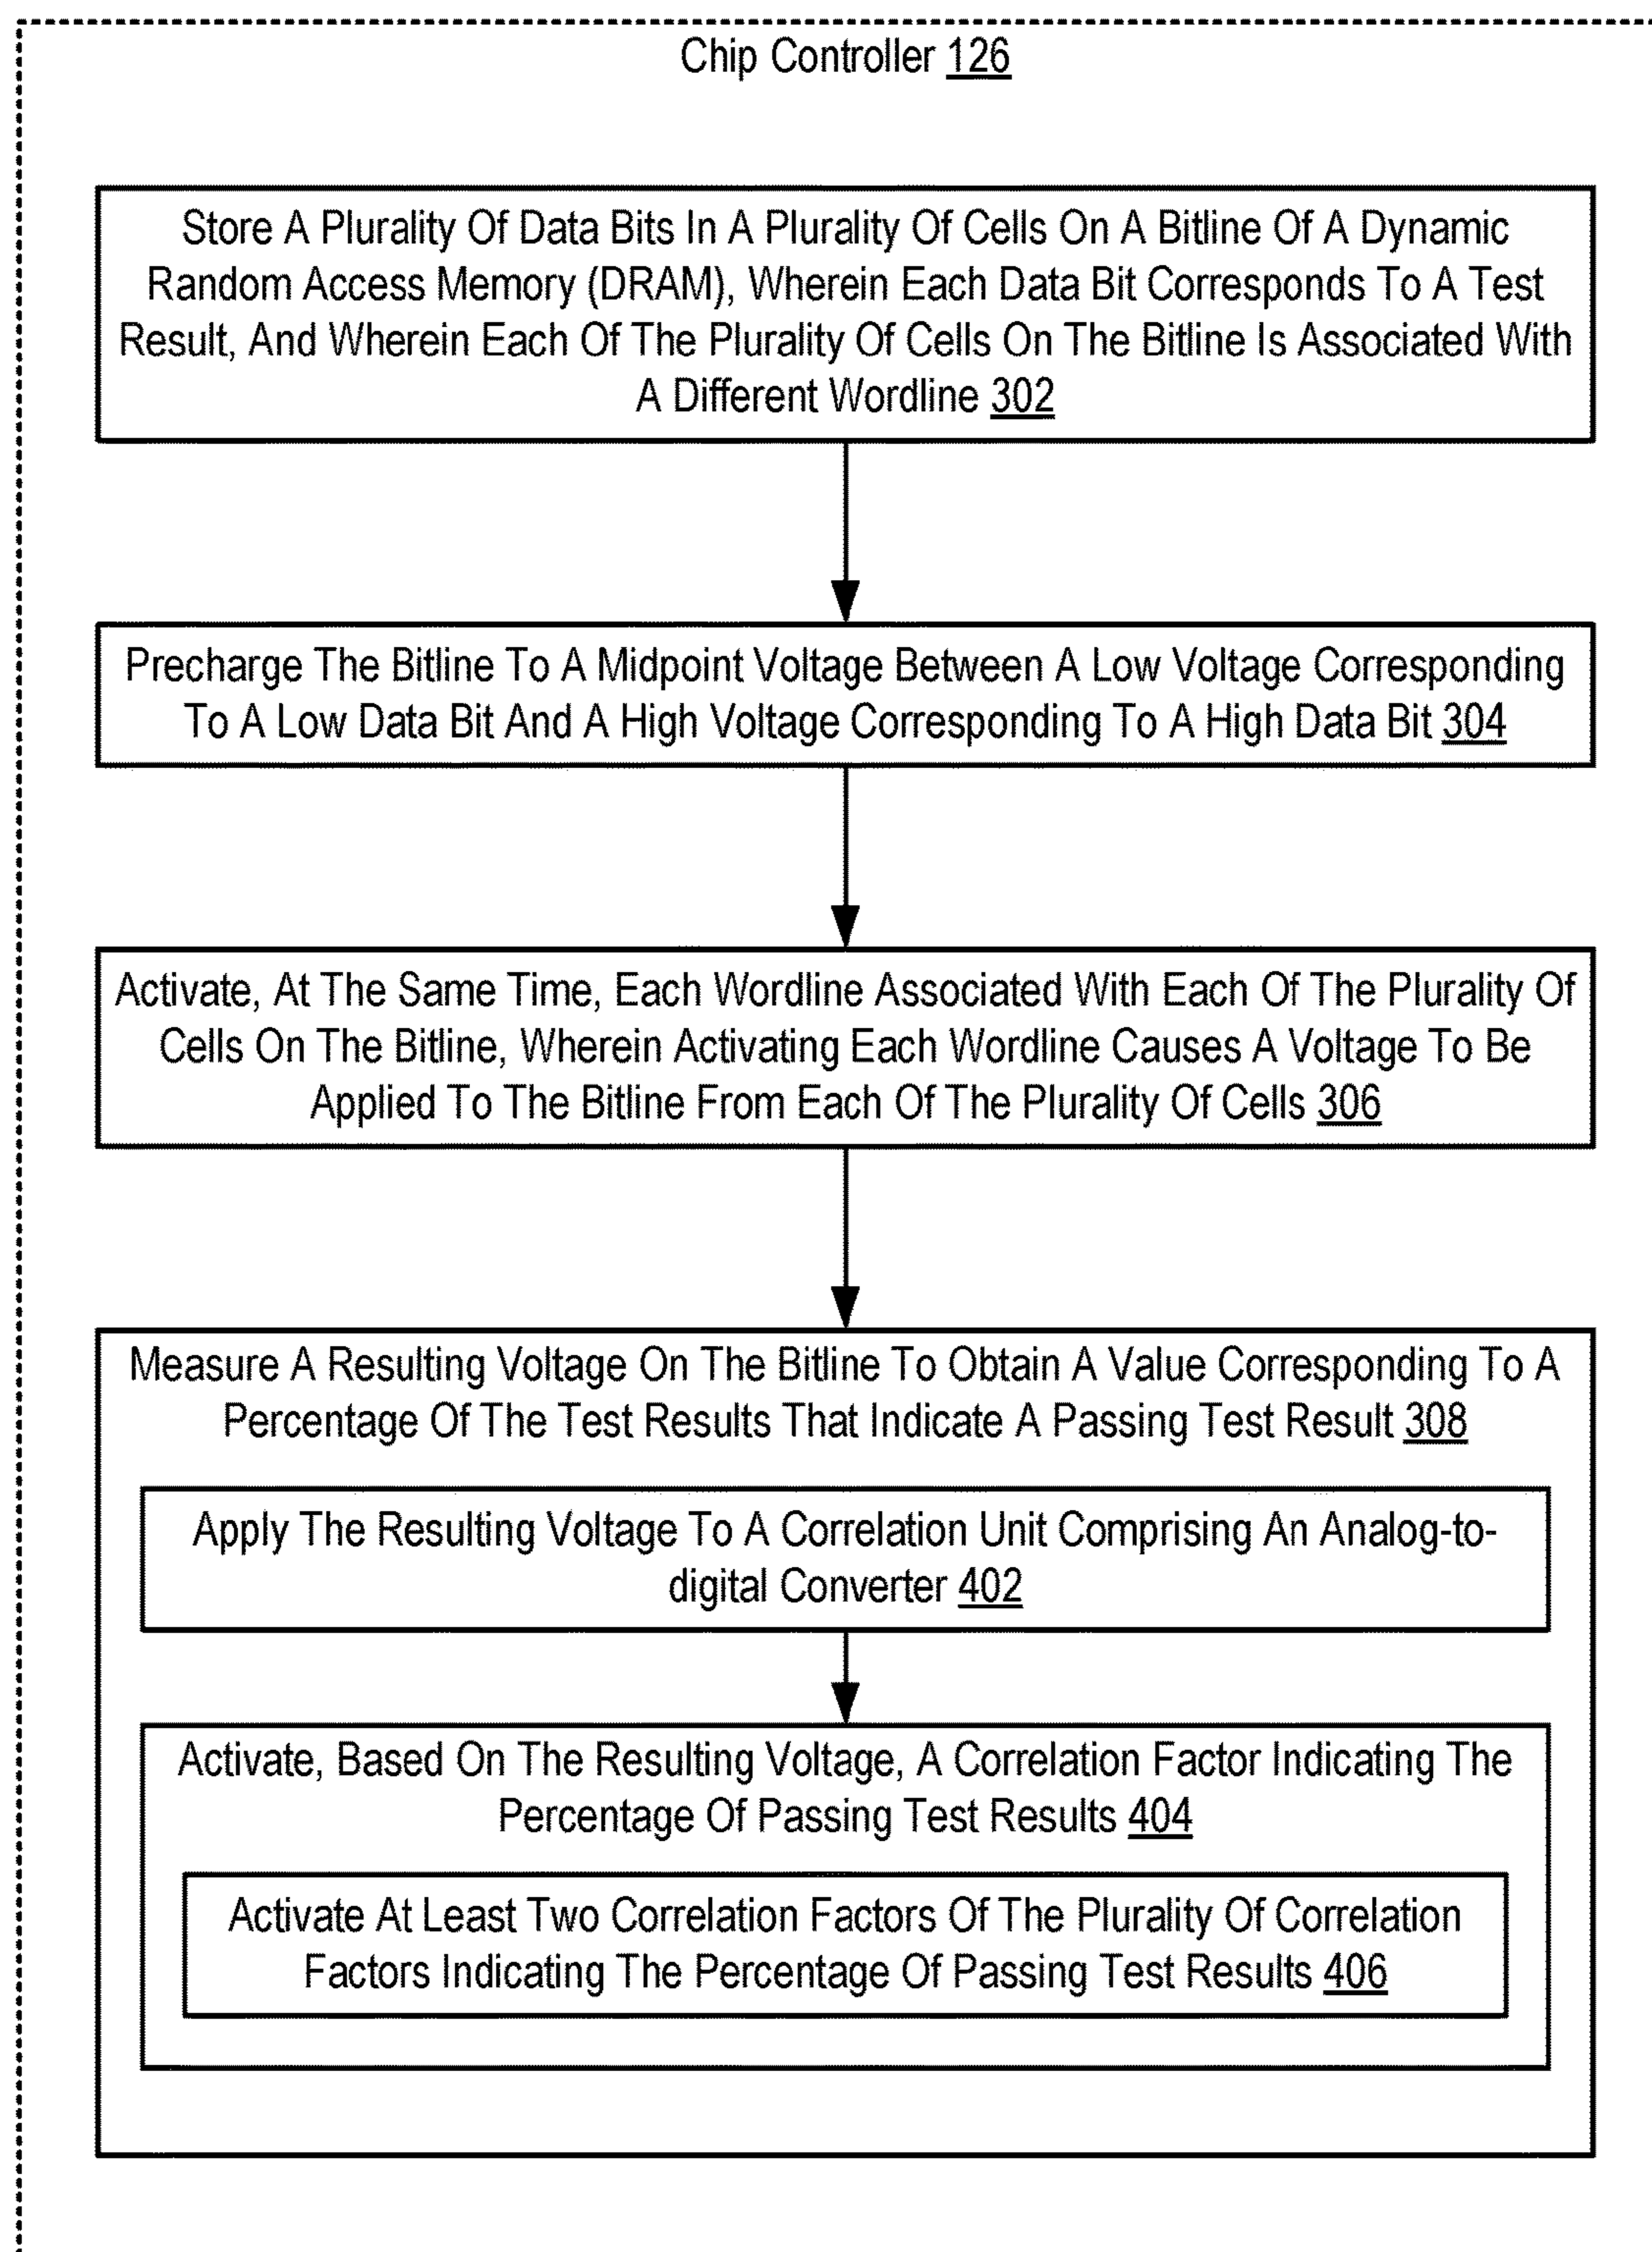 Chip Controller 126
Store A Plurality Of Data Bits In A Plurality Of Cells On A Bitline Of A Dynamic
Random Access Memory (DRAM), Wherein Each Data Bit Corresponds To A Test
Result, And Wherein Each Of The Plurality Of Cells On The Bitline Is Associated With
A Different Wordline 302
Precharge The Bitline To A Midpoint Voltage Between A Low Voltage Corresponding
To A Low Data Bit And A High Voltage Corresponding To A High Data Bit 304
Activate, At The Same Time, Each Wordline Associated With Each Of The Plurality Of
Cells On The Bitline, Wherein Activating Each Wordline Causes A Voltage To Be
Applied To The Bitline From Each Of The Plurality Of Cells 306
Measure A Resulting Voltage On The Bitline To Obtain A Value Corresponding To A
Percentage Of The Test Results That Indicate A Passing Test Result 308
Apply The Resulting Voltage To A Correlation Unit Comprising An Analog-to-
digital Converter 402
Activate, Based On The Resulting Voltage, A Correlation Factor Indicating The
Percentage Of Passing Test Results 404
Activate At Least Two Correlation Factors Of The Plurality Of Correlation
Factors Indicating The Percentage Of Passing Test Results 406